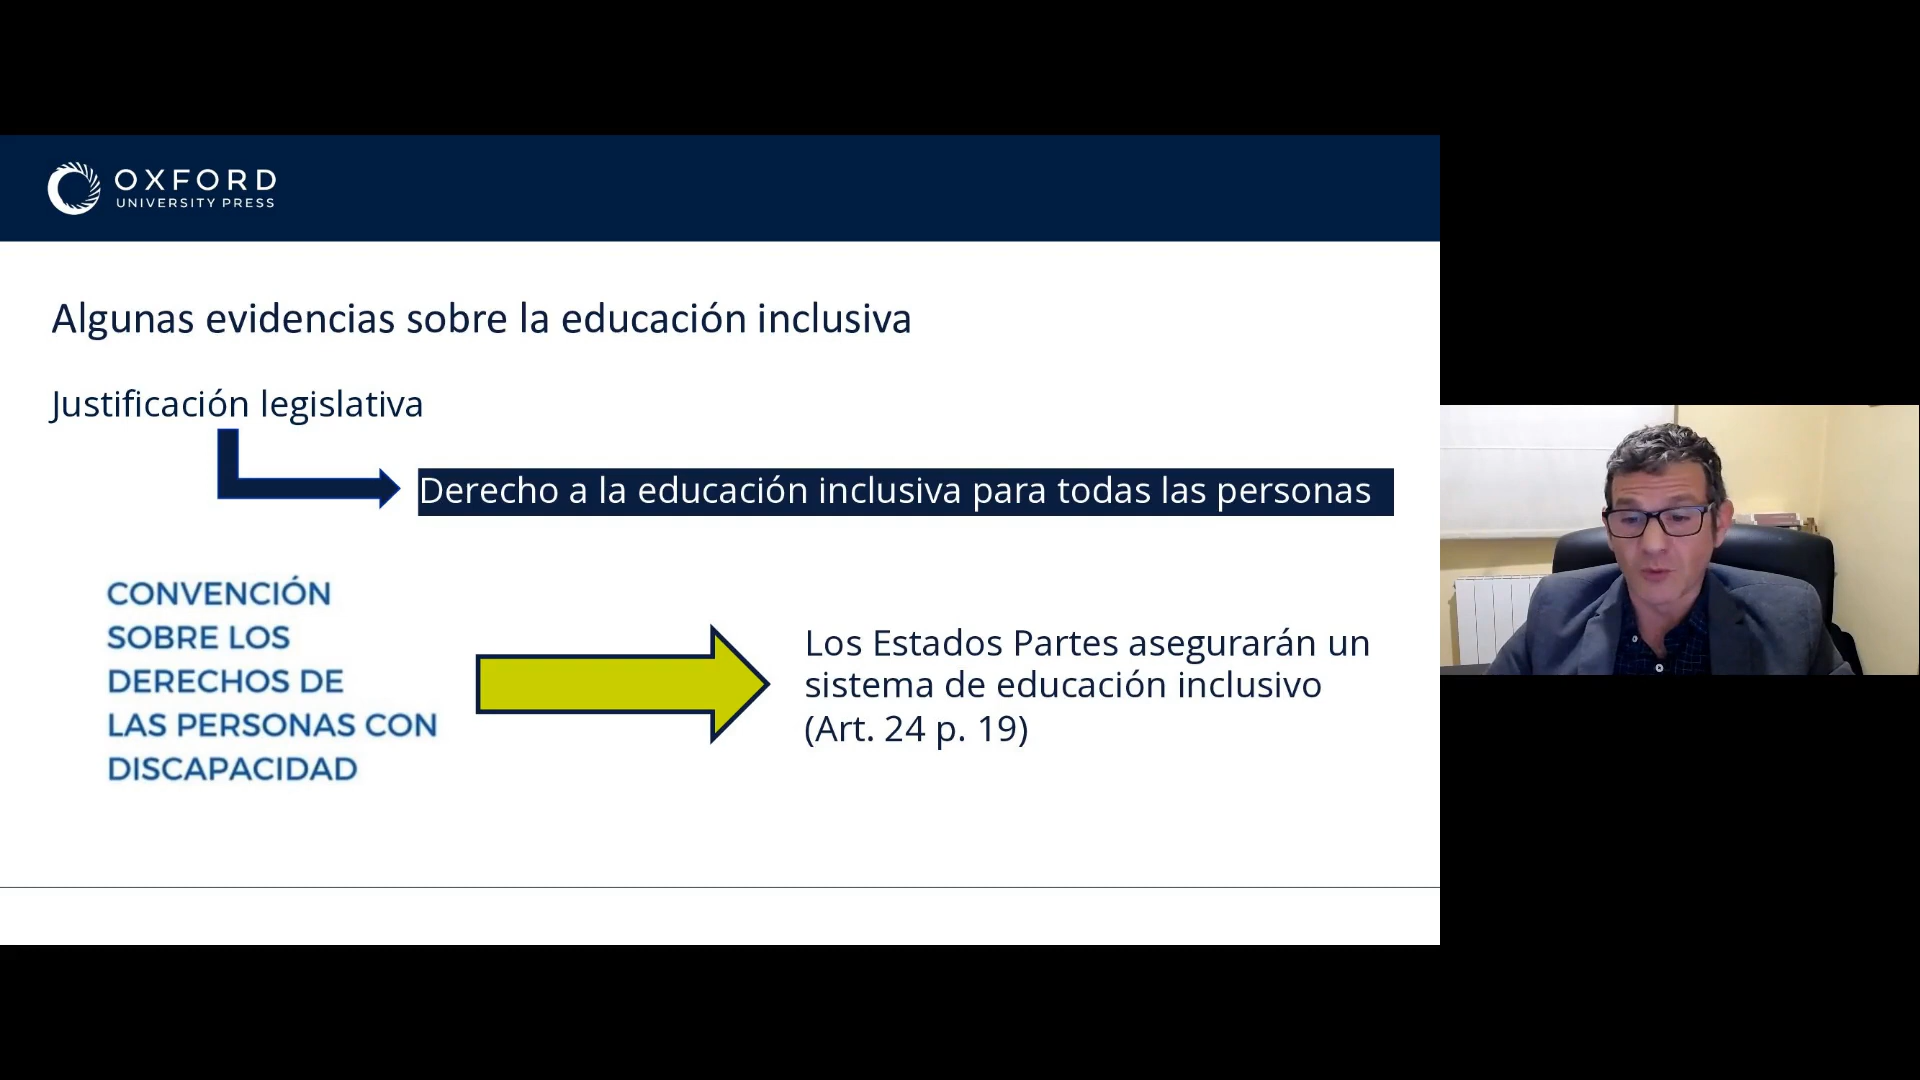 OXFORD
UNIVERSITY PRESS
Algunas evidencias sobre la educación inclusiva
Justificación legislativa
Derecho a la educación inclusiva para todas las personas
CONVENCIÓN
SOBRE LOS
DERECHOS DE
LAS PERSONAS CON
DISCAPACIDAD
Los Estados Partes asegurarán un
sistema de educación inclusivo
(Art. 24 p. 19)